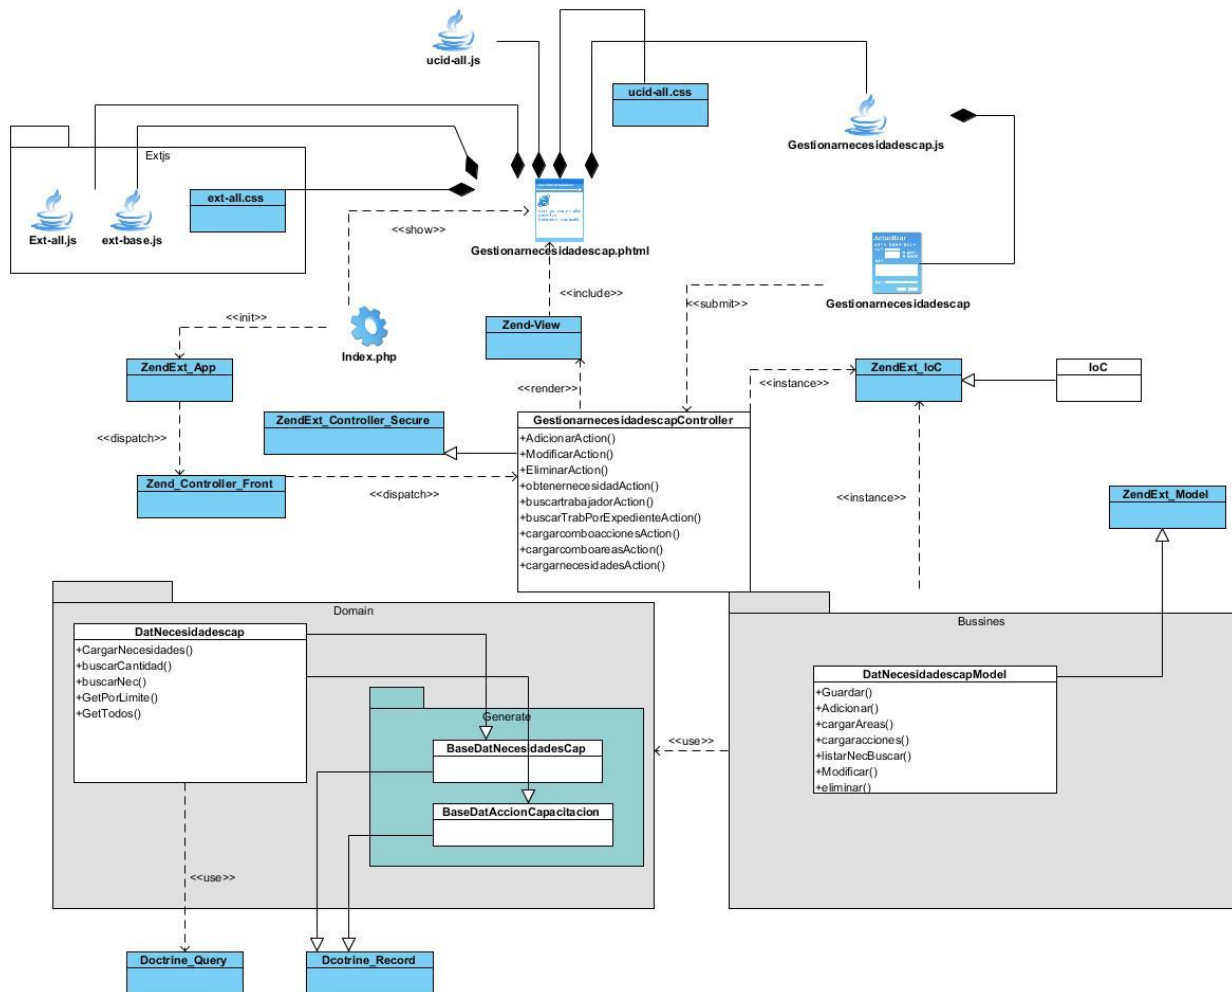 ucid-all.js
ucid-all.css
Gestionarnecesidadescap.js
Extjs
ext-all.css
Ext-all.js
ext-base.js
<<show>>
Gestionarnecesidadescap.phtml
<<include>>
Actualizar
Gestionarnecesidadescap
<<submit>>
<<init>>
Index.php
Zend-View
ZendExt_App
<<render>>
ZendExt_IoC
IoC
<<instance>>
<<dispatch>>
ZendExt_Controller_Secure
GestionarnecesidadescapController
+AdicionarAction()
+ModificarAction()
+EliminarAction()
+obtenernecesidadAction()
+buscartrabajadorAction()
+buscarTrabPorExpedienteAction()
+cargarcomboaccionesAction()
+cargarcomboareasAction()
+cargarnecesidadesAction()
Zend_Controller_Front
<<dispatch>>
<<instance>>
ZendExt_Model
Domain
DatNecesidadescap
+CargarNecesidades()
+buscarCantidad()
+buscarNec()
+GetPorLimite()
+GetTodos()
Generate
BaseDatNecesidadesCap
BaseDatAccionCapacitacion
<<use>>
Bussines
DatNecesidadescapModel
+Guardar()
+Adicionar()
+cargarAreas()
+cargaracciones()
+listarNecBuscar()
+Modificar()
+eliminar()
<<use>>
Doctrine_Query
Dcotrine_Record